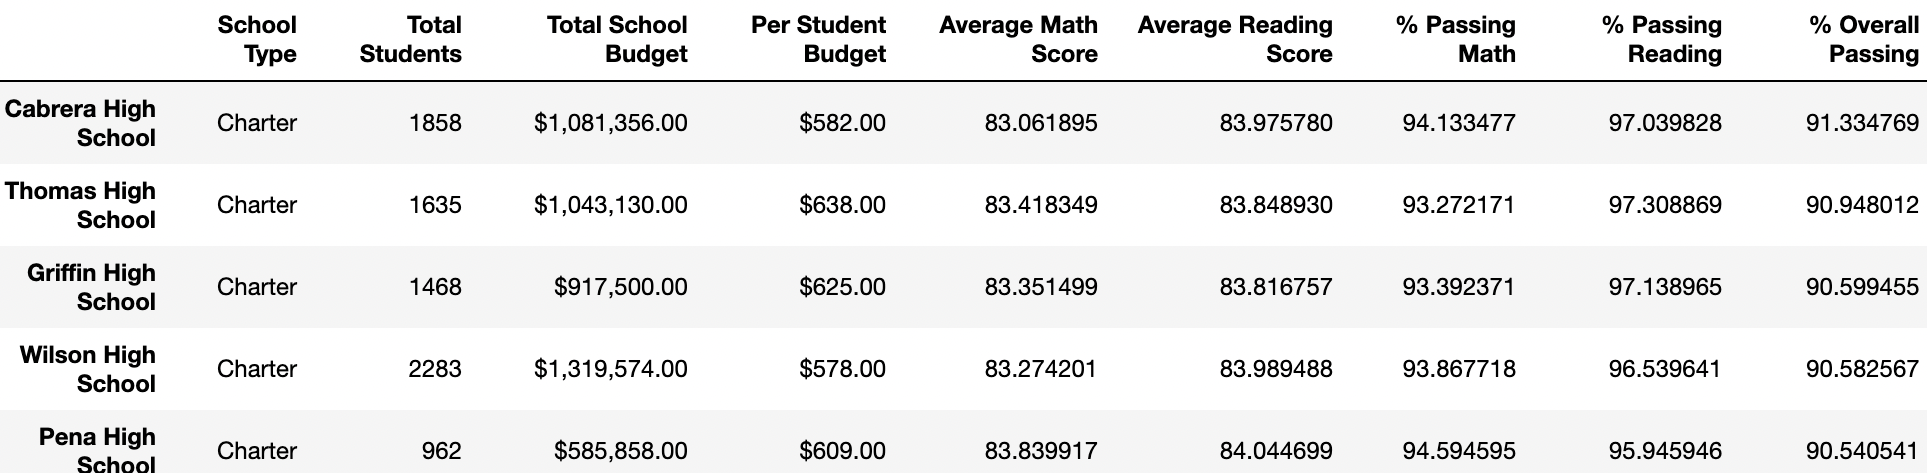 School Total Total School Per Student Average Math Average Reading % Passing % Passing % Overall
Type Students Budget Budget Score Score Math Reading Passing
Cabrera High
School Charter 1858 $1,081,356.00 $582.00 83.061895 83.975780 94.133477 97.039828 91.334769
Thomas High
School Charter 1635 $1,043,130.00 $638.00 83.418349 83.848930 93.272171 97.308869 90.948012
Griffin High
School Charter 1468 $917,500.00 $625.00 83.351499 83.816757 93.392371 97.138965 90.599455
Wilson High
School Charter 2283 $1,319,574.00 $578.00 83.274201 83.989488 93.867718 96.539641 90.582567
Pena High
School Charter 962 $585,858.00 $609.00 83.839917 84.044699 94.594595 95.945946 90.540541